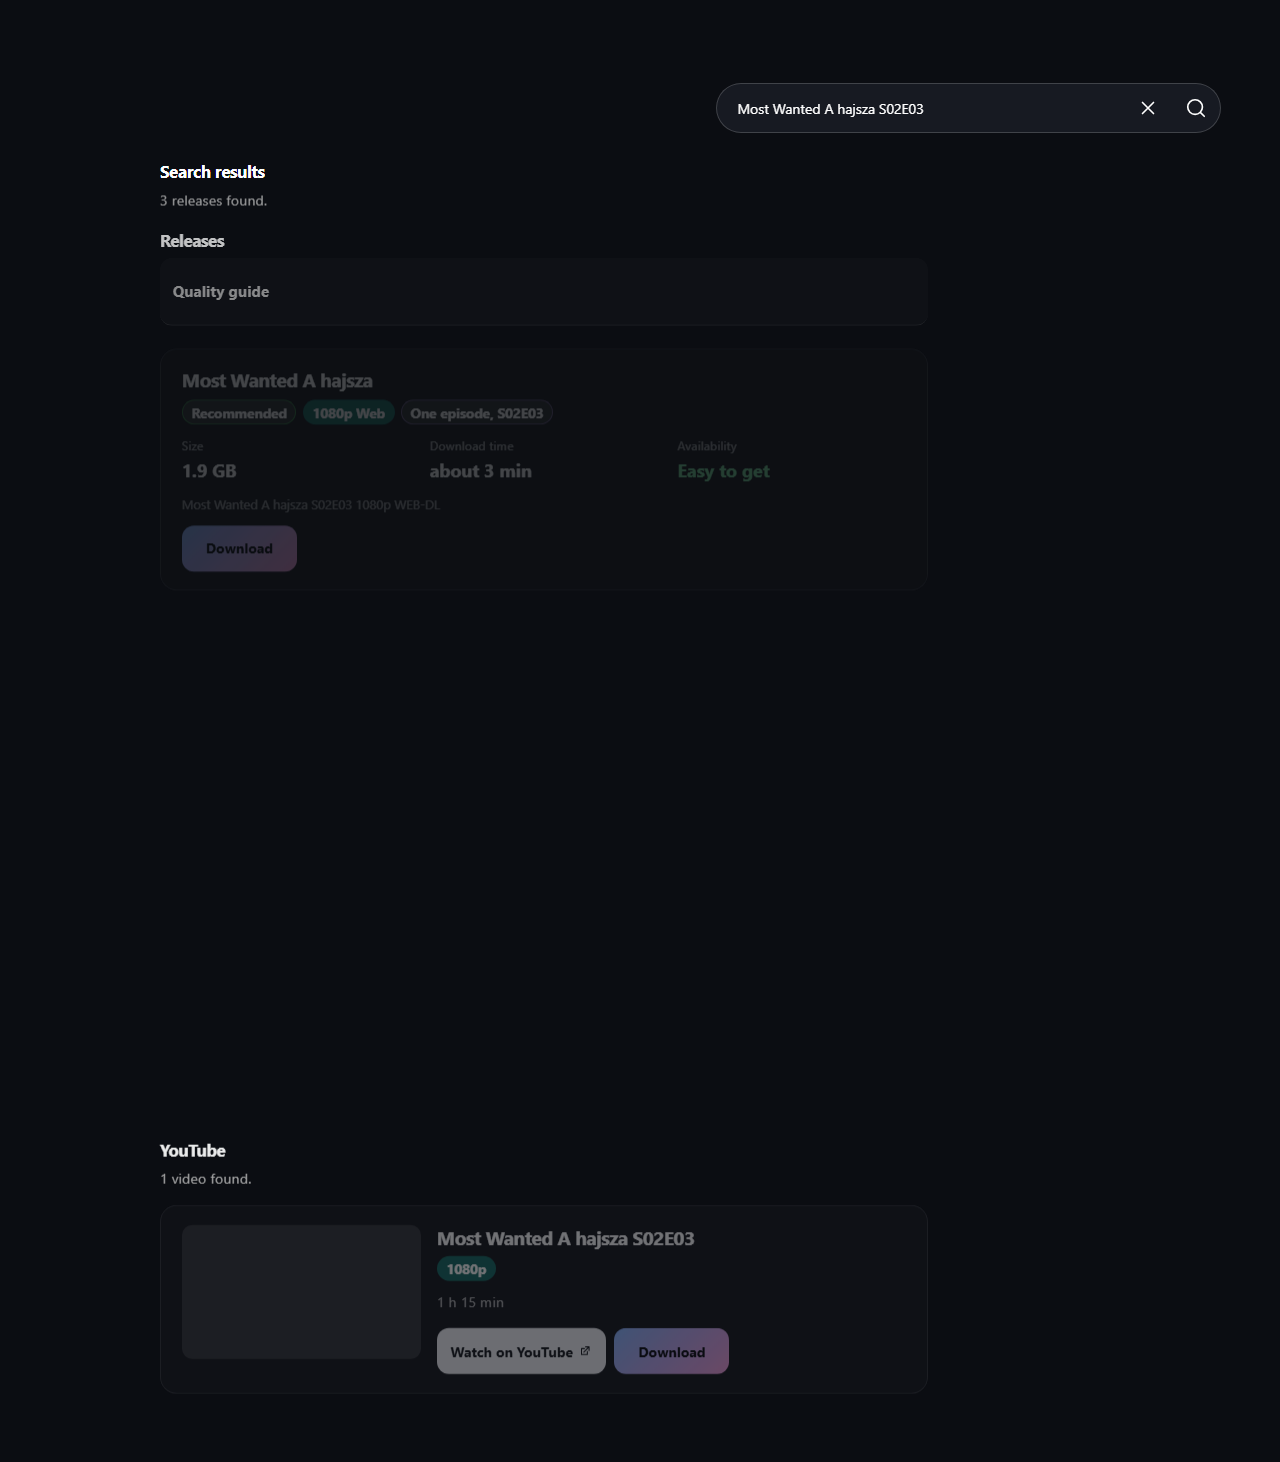 Most Wanted A hajsza S02E03
Search results
3 releases found.
Releases
Quality guide
Most Wanted A hajsza
Recommended 1080p Web One episode, S02E03
Size Download time Availability
1.9 GB about 3 min Easy to get
Most Wanted A hajsza S02E03 1080p WEB-DL
Download
YouTube
1 video found.
Most Wanted A hajsza S02E03
1080p
1 h 15 min
Watch on YouTube Download